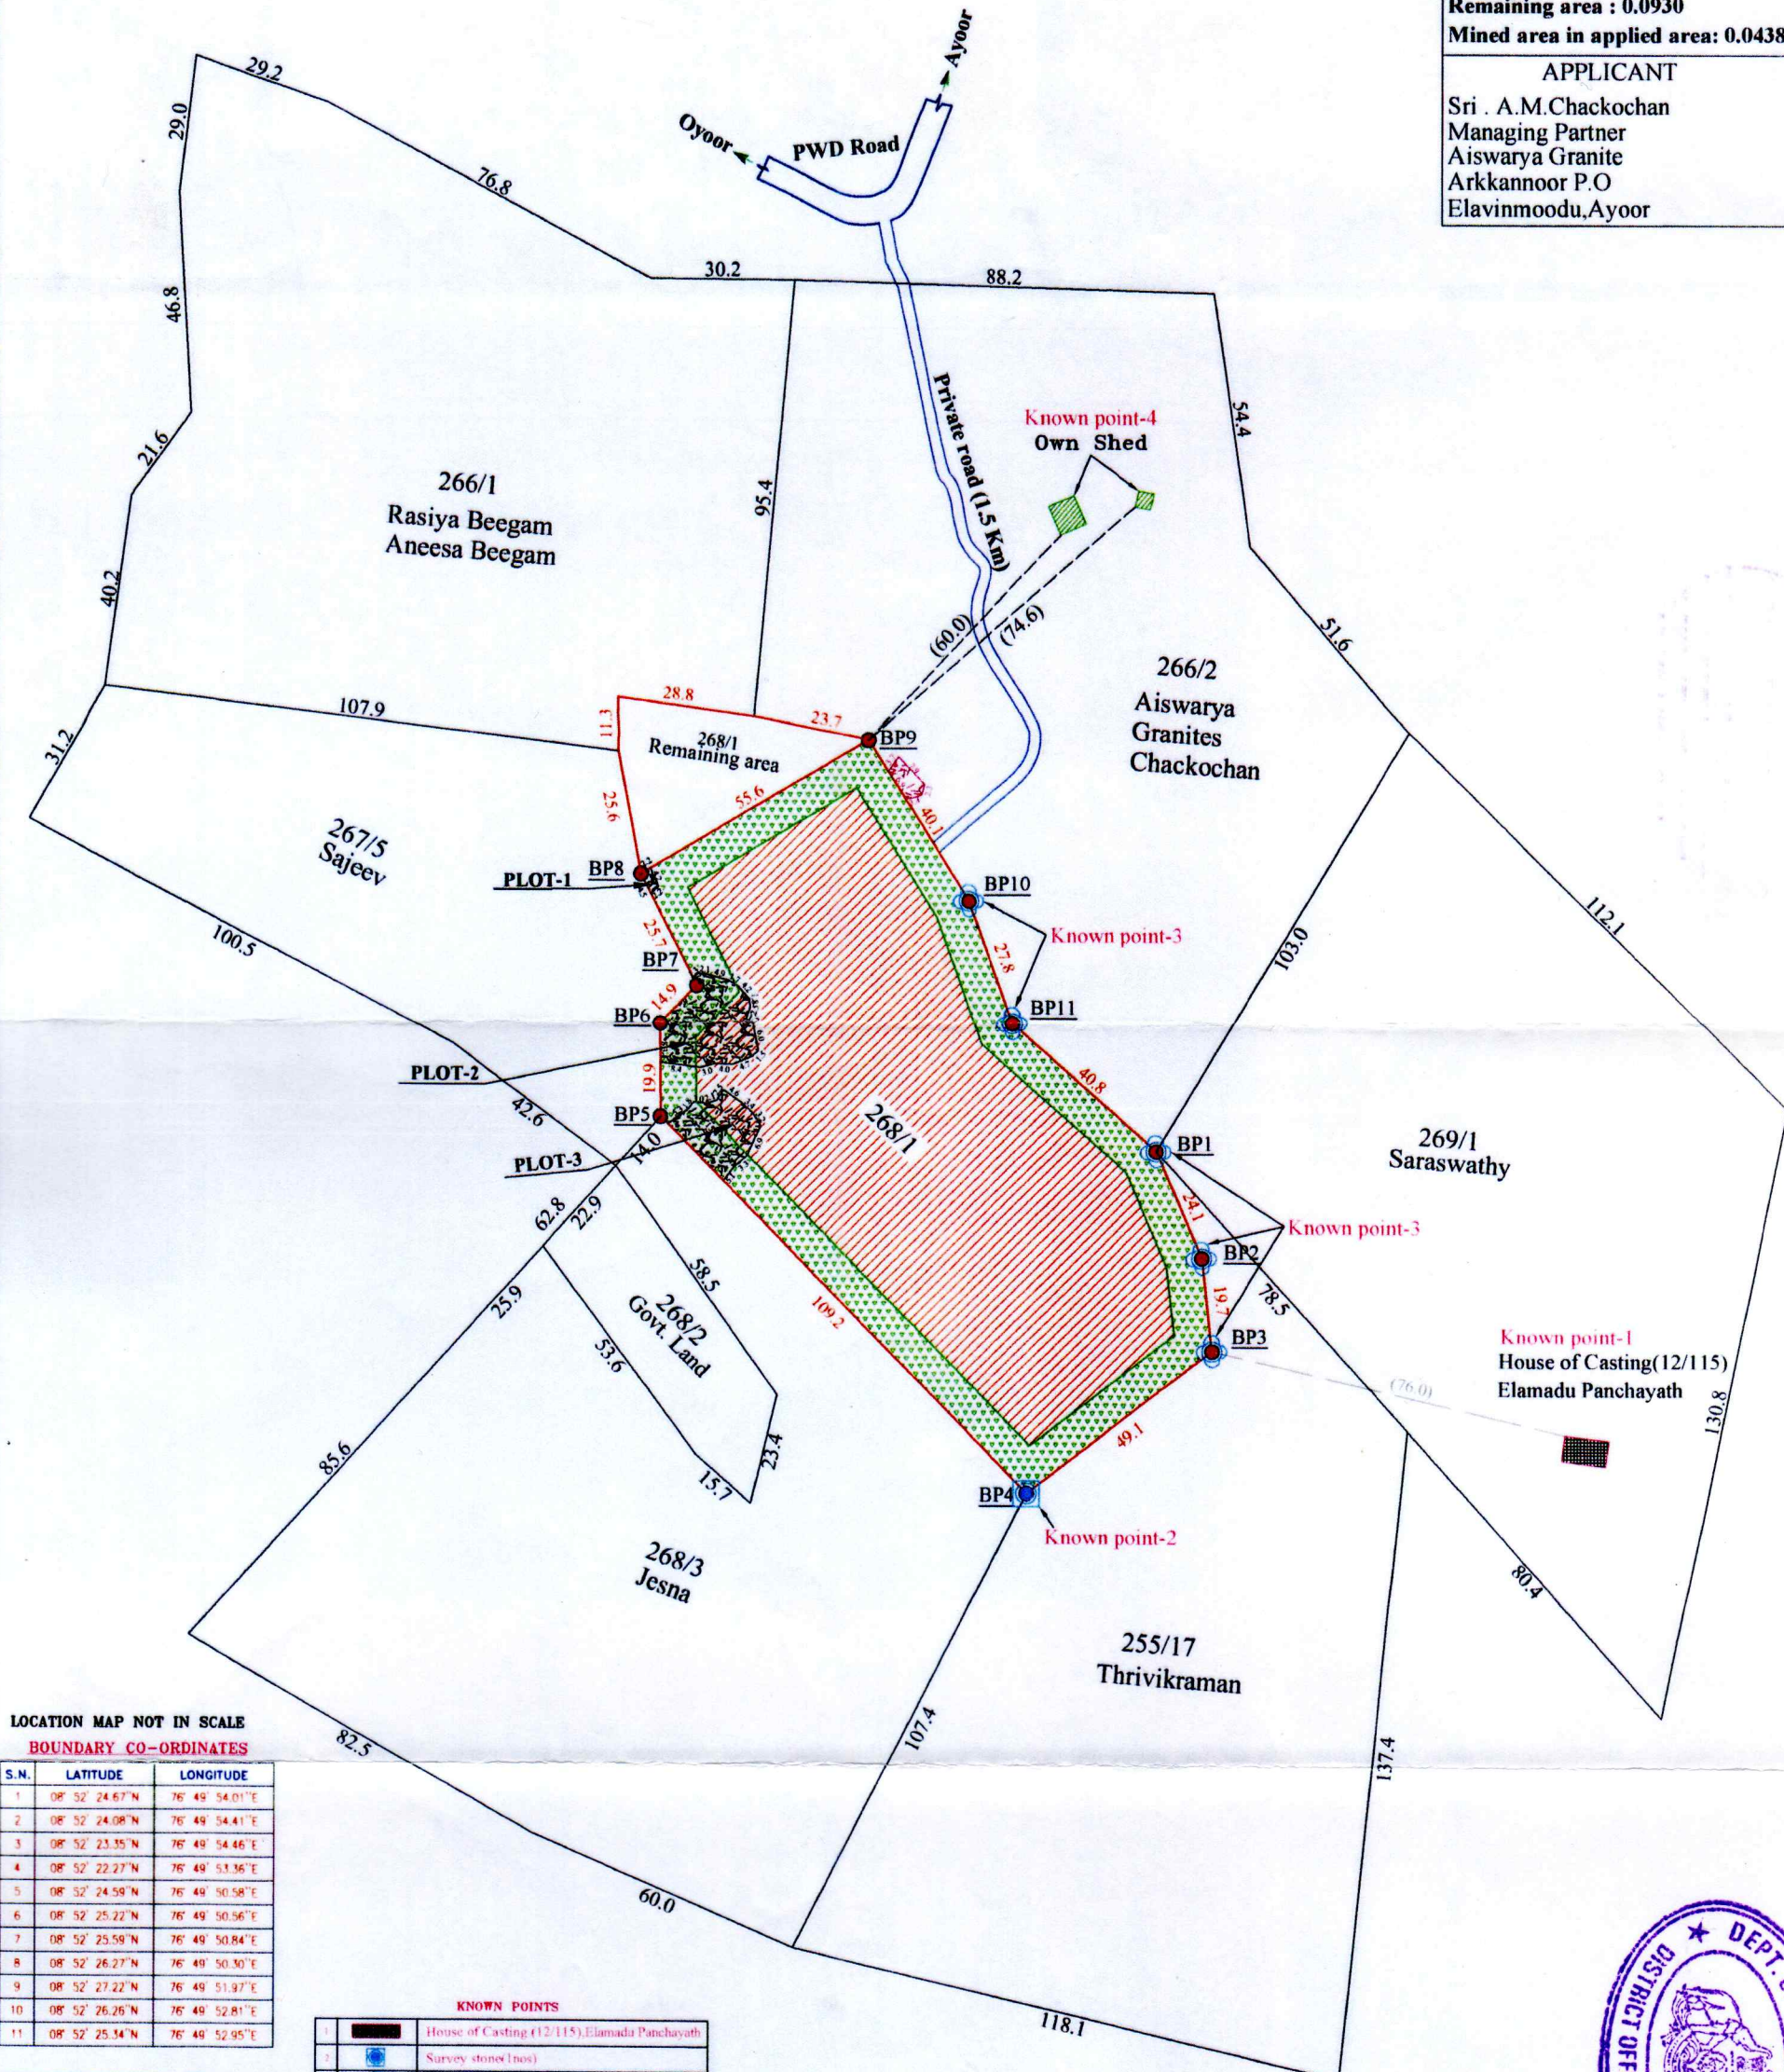 Remaining area : 0.0930
Mined area in applied area: 0.0438
APPLICANT
Sri . A.M.Chackochan
Managing Partner
Aiswarya Granite
Arkkannoor P.O
Elavinmoodu,Ayoor
Ayoor
Oyoor
PWD Road
29.2
29.0
76.8
30.2
88.2
46.8
Private road (1.5 Km)
54.4
Known point-4
Own Shed
21.6
95.4
266/1
Rasiya Beegam
Aneesa Beegam
40.2
51.6
(60.0)
(74.6)
266/2
Aiswarya
Granites
Chackochan
107.9
28.8
11.3
23.7
BP9
31.2
268/1
Remaining area
25.6
55.6
40.1
267/5
Sajeev
BP8
PLOT-1
BP10
25.7
Known point-3
27.8
112.1
103.0
100.5
BP7
14.9
BP6
BP11
PLOT-2
19.9
40.8
42.6
BP5
14.0
PLOT-3
268/1
BP1
269/1
Saraswathy
24.1
62.8
22.9
Known point-3
BP2
58.5
25.9
268/2
Govt. Land
109.2
19.7
78.5
53.6
BP3
Known point-1
House of Casting(12/115)
Elamadu Panchayath
(76.0)
130.8
85.6
23.4
15.7
49.1
BP4
Known point-2
268/3
Jesna
80.4
255/17
Thrivikraman
107.4
137.4
82.5
60.0
118.1
LOCATION MAP NOT IN SCALE
BOUNDARY CO-ORDINATES
S.N. LATITUDE LONGITUDE
1 08° 52' 24.67"N 76° 49' 54.01"E
2 08° 52' 24.08"N 76° 49' 54.41"E
3 08° 52' 23.35"N 76° 49' 54.46"E
4 08° 52' 22.27"N 76° 49' 53.36"E
5 08° 52' 24.59"N 76° 49' 50.58"E
6 08° 52' 25.22"N 76° 49' 50.56"E
7 08° 52' 25.59"N 76° 49' 50.84"E
8 08° 52' 26.27"N 76° 49' 50.30"E
9 08° 52' 27.22"N 76° 49' 51.97"E
10 08° 52' 26.26"N 76° 49' 52.81"E
11 08° 52' 25.34"N 76° 49' 52.95"E
KNOWN POINTS
1 House of Casting (12/115),Elamadu Panchayath
2 Survey stone(1nos)
DEPT.
DISTRICT OFF